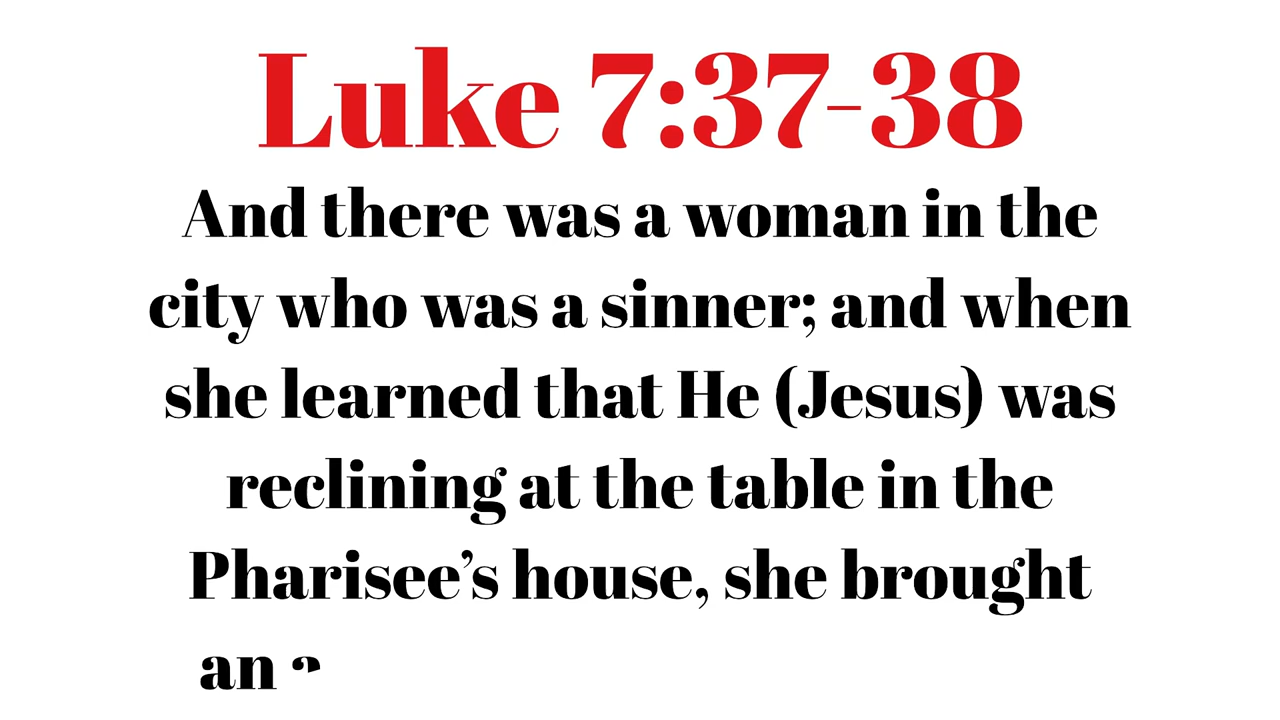 Luke 7:37-38
And there was a woman in the
city who was a sinner; and when
she learned that He (Jesus) was
reclining at the table in the
Pharisee’s house, she brought
an